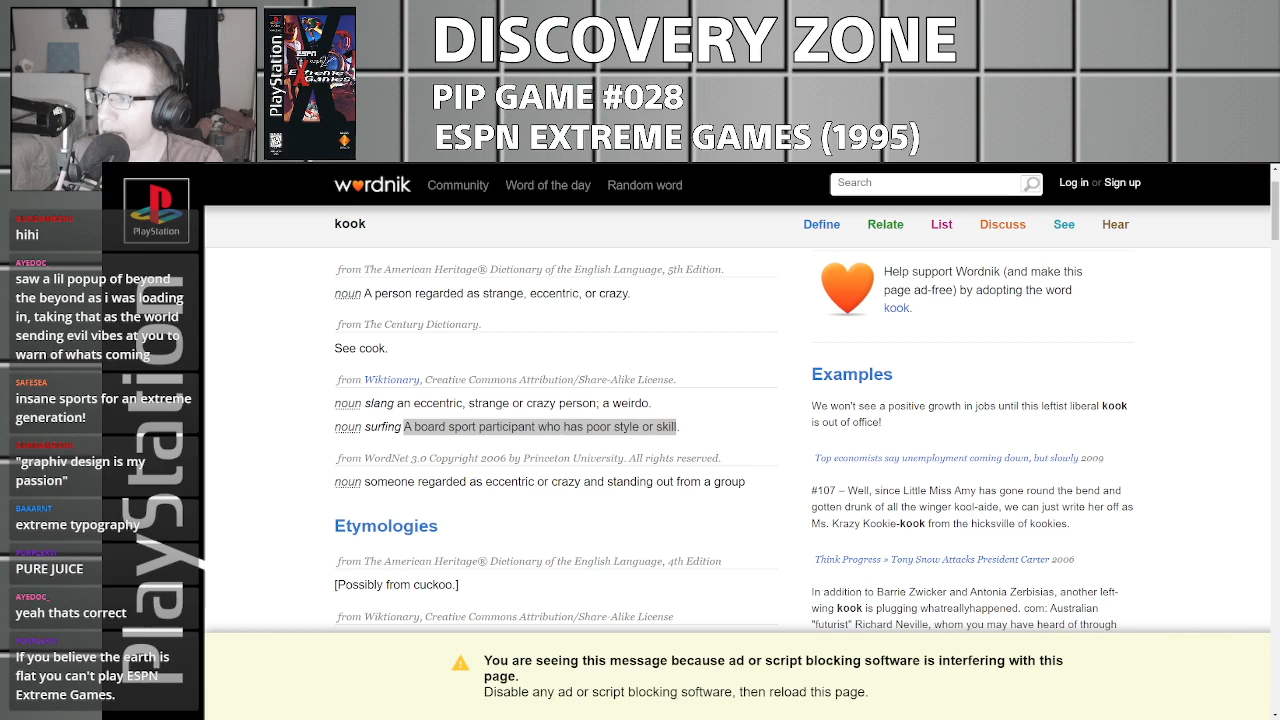 DISCOVERY ZONE
PIP GAME #028
ESPN EXTREME GAMES (1995)
PlayStation
ESPN
Extreme
Games
wordnik
Community
Word of the day
Random word
Search
Log in or Sign up
PlayStation
kook
Define
Relate
List
Discuss
See
Hear
hihi
AYEDOC_
saw a lil popup of beyond
the beyond as i was loading
in, taking that as the world
sending evil vibes at you to
warn of whats coming
SAFESEA
insane sports for an extreme
generation!
"graphiv design is my
passion"
BAAARNT
extreme typography
PURE JUICE
AYEDOC_
yeah thats correct
If you believe the earth is
flat you can't play ESPN
Extreme Games.
PlayStation
from The American Heritage® Dictionary of the English Language, 5th Edition.
noun A person regarded as strange, eccentric, or crazy.
from The Century Dictionary.
See cook.
from Wiktionary, Creative Commons Attribution/Share-Alike License.
noun slang an eccentric, strange or crazy person; a weirdo.
noun surfing A board sport participant who has poor style or skill.
from WordNet 3.0 Copyright 2006 by Princeton University. All rights reserved.
noun someone regarded as eccentric or crazy and standing out from a group
Etymologies
from The American Heritage® Dictionary of the English Language, 4th Edition
[Possibly from cuckoo.]
from Wiktionary, Creative Commons Attribution/Share-Alike License
Help support Wordnik (and make this
page ad-free) by adopting the word
kook.
Examples
We won't see a positive growth in jobs until this leftist liberal kook
is out of office!
Top economists say unemployment coming down, but slowly 2009
#107 – Well, since Little Miss Amy has gone round the bend and
gotten drunk of all the winger kool-aide, we can just write her off as
Ms. Krazy Kookie-kook from the hicksville of kockies.
Think Progress » Tony Snow Attacks President Carter 2006
In addition to Barrie Zwicker and Antonia Zerbisias, another left-
wing kook is plugging whatreallyhappened. com: Australian
"futurist" Richard Neville, whom you may have heard of through
You are seeing this message because ad or script blocking software is interfering with this
page.
Disable any ad or script blocking software, then reload this page.